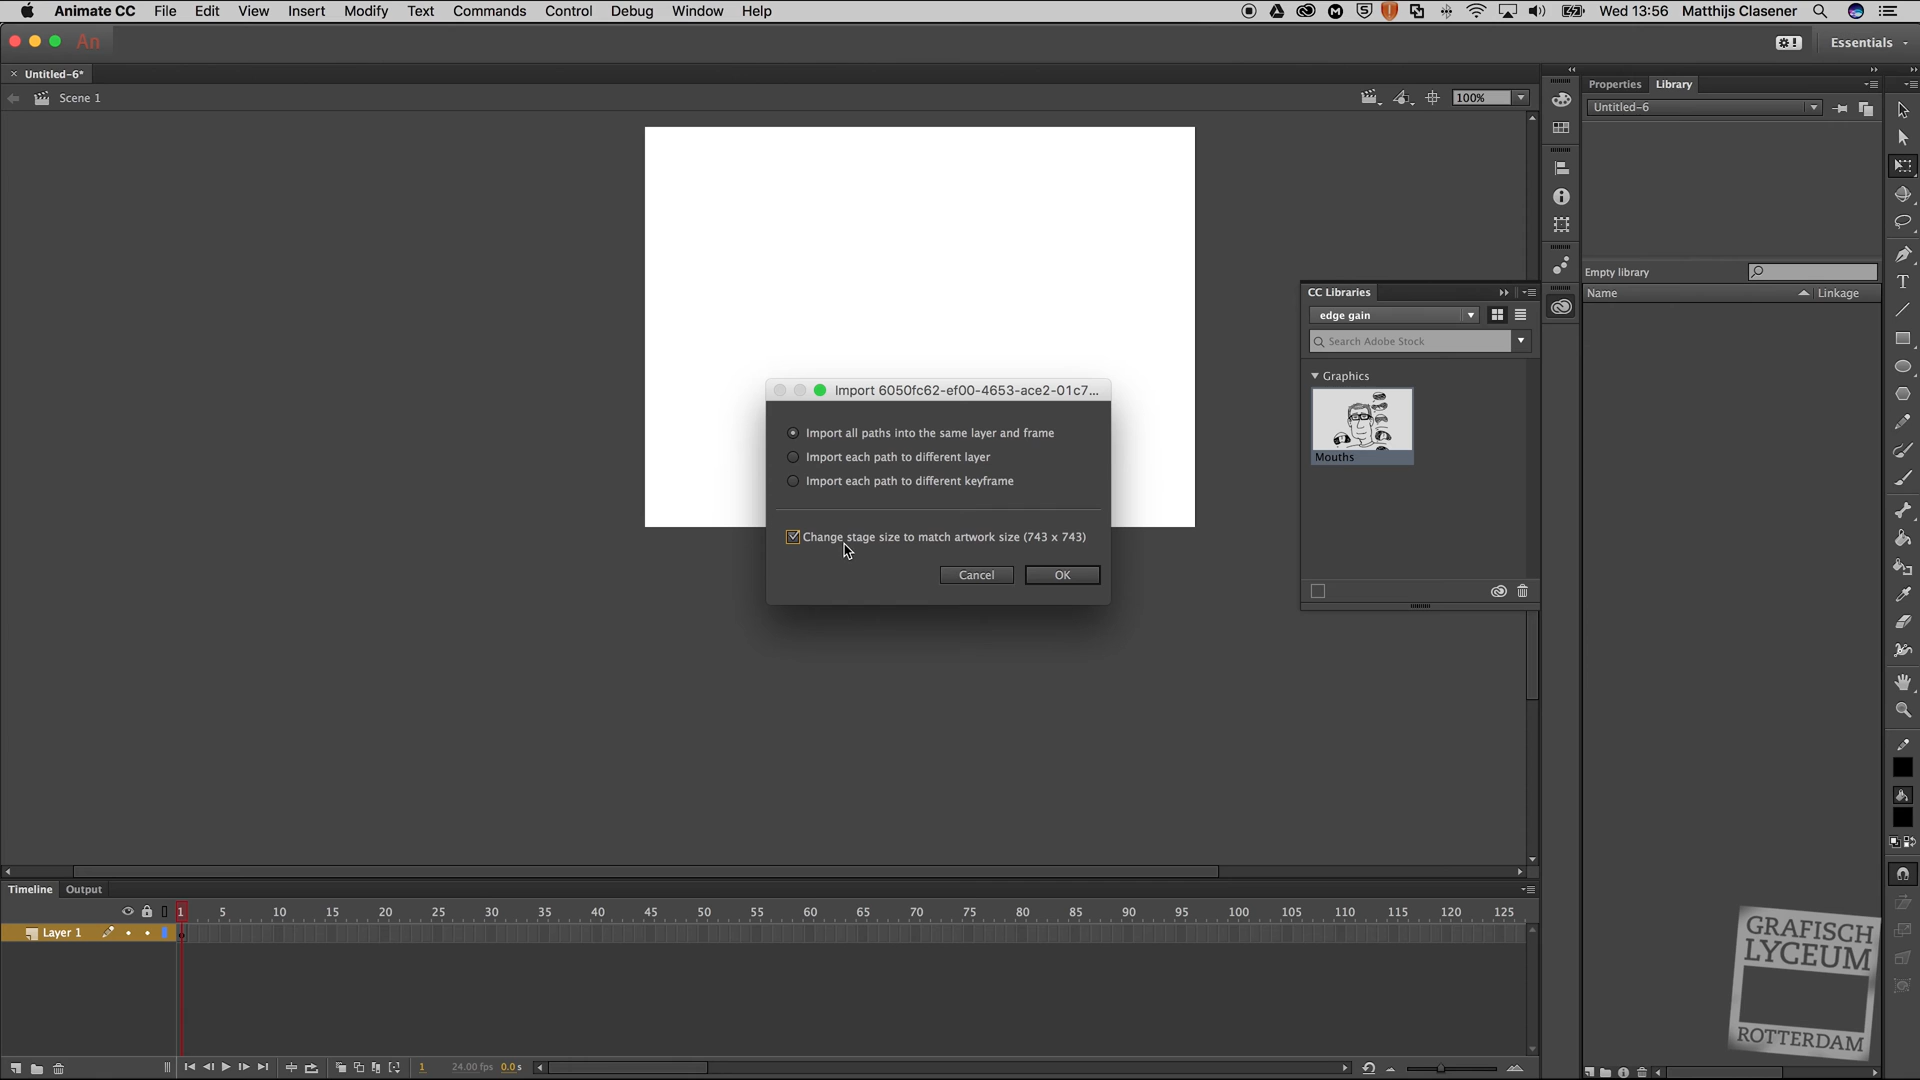 Animate CC File Edit View Insert Modify Text Commands Control Debug Window Help
Wed 13:56 Matthijs Clasener
An
Essentials
Untitled-6*
Scene 1
100%
Properties Library
Untitled-6
Empty library
Name Linkage
CC Libraries
edge gain
Search Adobe Stock
Graphics
Mouths
Import 6050fc62-ef00-4653-ace2-01c7...
Import all paths into the same layer and frame
Import each path to different layer
Import each path to different keyframe
Change stage size to match artwork size (743 x 743)
Cancel OK
Timeline Output
1 5 10 15 20 25 30 35 40 45 50 55 60 65 70 75 80 85 90 95 100 105 110 115 120 125
Layer 1
1 24.00 fps 0.0 s
GRAFISCH
LYCEUM
ROTTERDAM